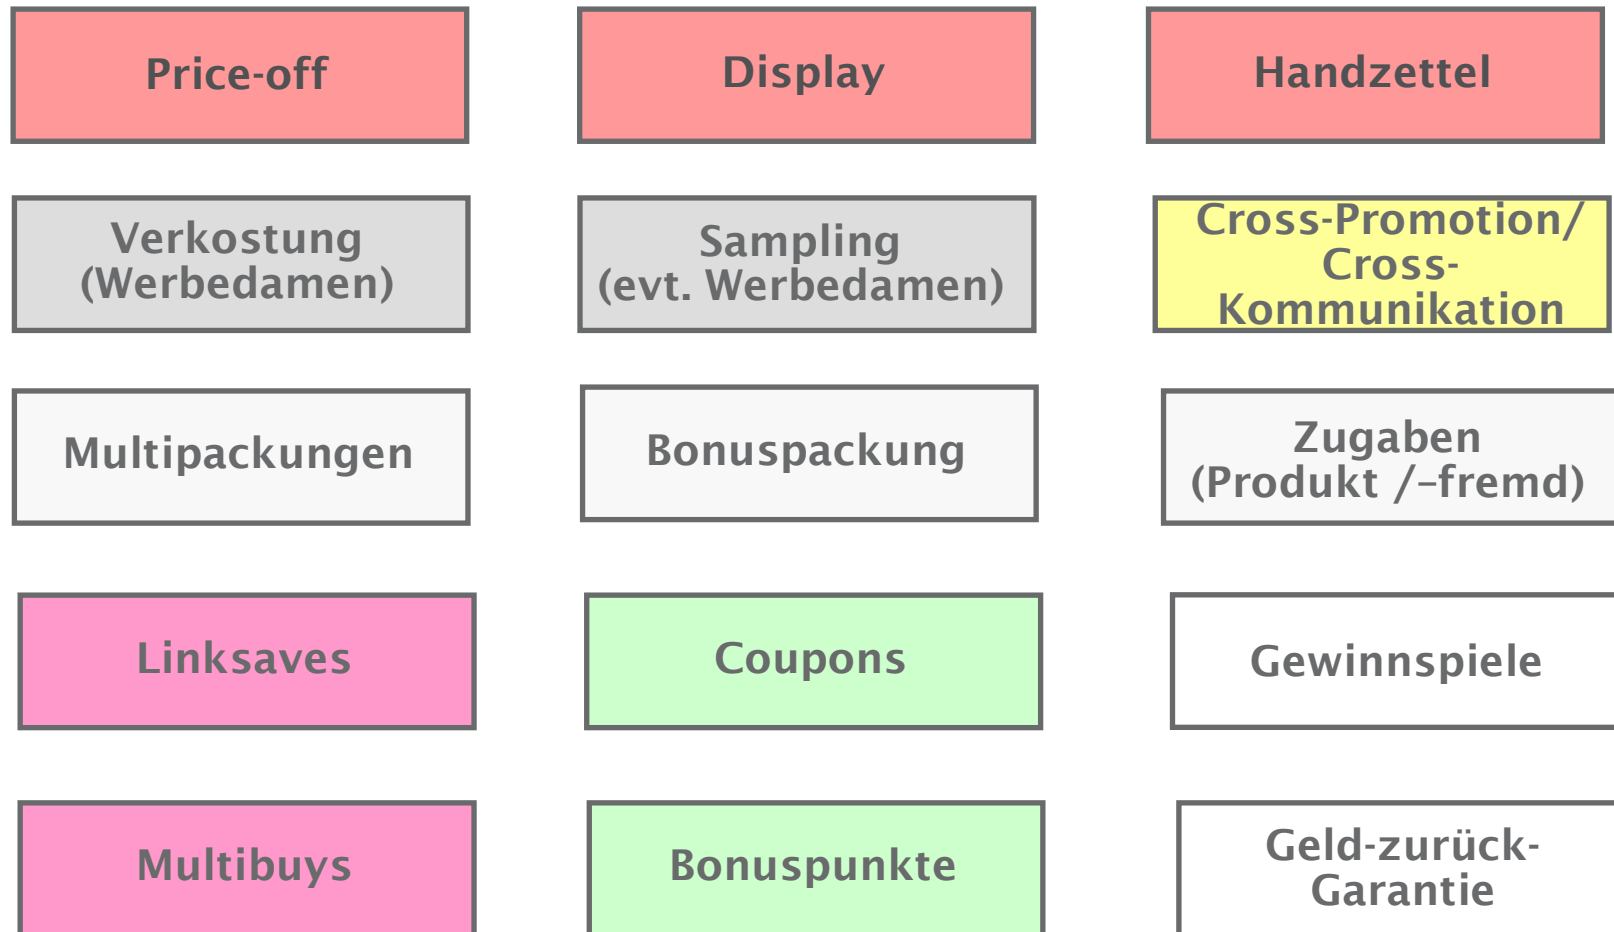 Price-off
Display
Handzettel
Verkostung
(Werbedamen)
Sampling
(evt. Werbedamen)
Cross-Promotion/
Cross-
Kommunikation
Multipackungen
Bonuspackung
Zugaben
(Produkt /–fremd)
Linksaves
Coupons
Gewinnspiele
Multibuys
Bonuspunkte
Geld-zurück-
Garantie